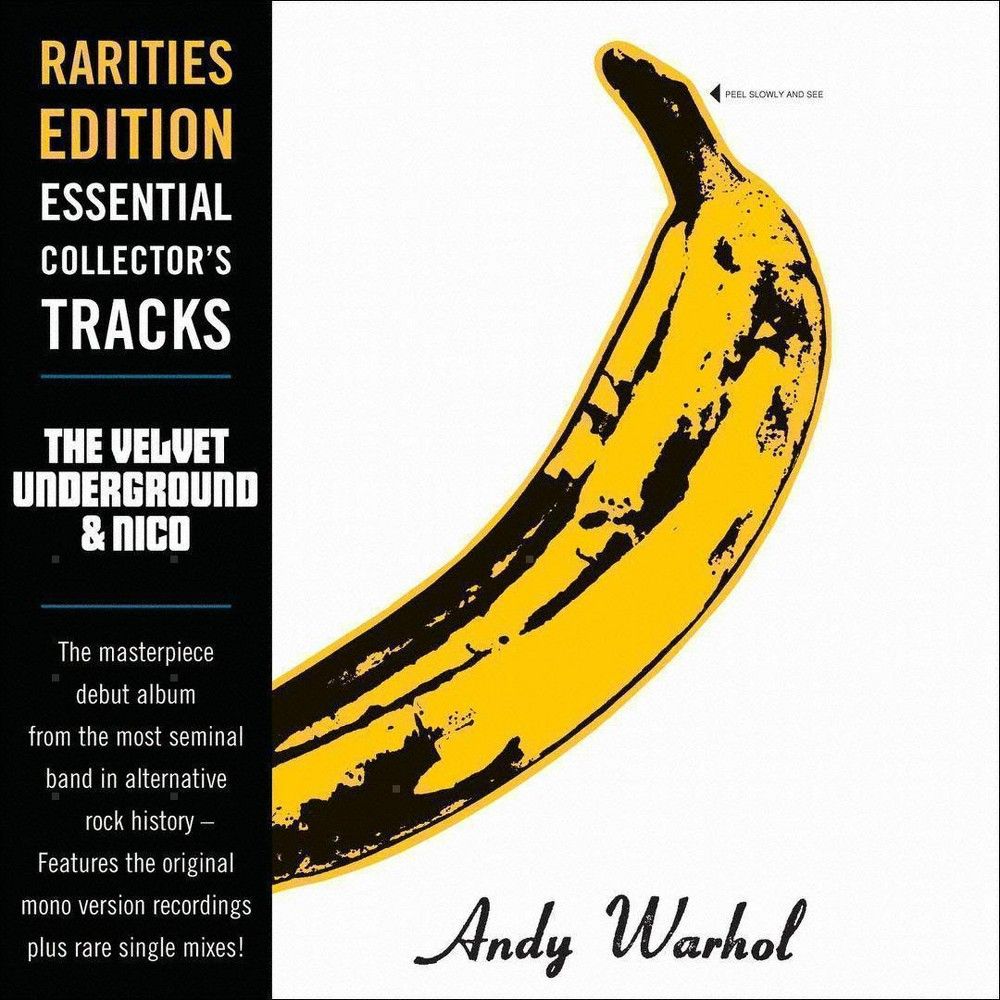 RARITIES
EDITION
ESSENTIAL
COLLECTOR'S
TRACKS
THE VELVET
UNDERGROUND
& NICO
The masterpiece
debut album
from the most seminal
band in alternative
rock history –
Features the original
mono version recordings
plus rare single mixes!
PEEL SLOWLY AND SEE
Andy Warhol